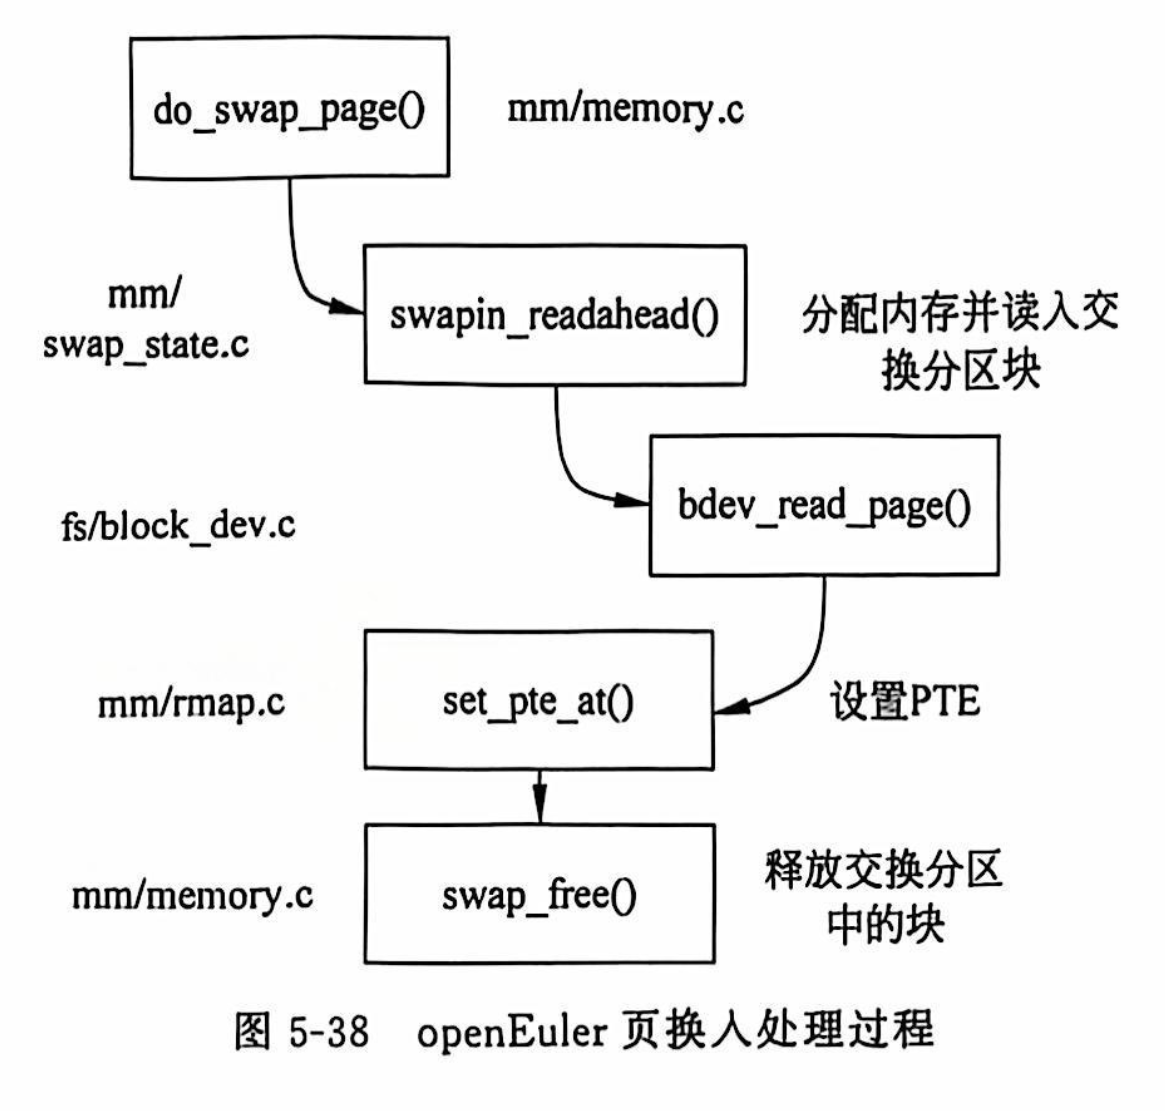 do_swap_page()
mm/memory.c
mm/
swap_state.c
swapin_readahead()
分配内存并读入交
换分区块
fs/block_dev.c
bdev_read_page()
mm/rmap.c
set_pte_at()
设置PTE
mm/memory.c
swap_free()
释放交换分区
中的块
图 5-38 openEuler 页换入处理过程